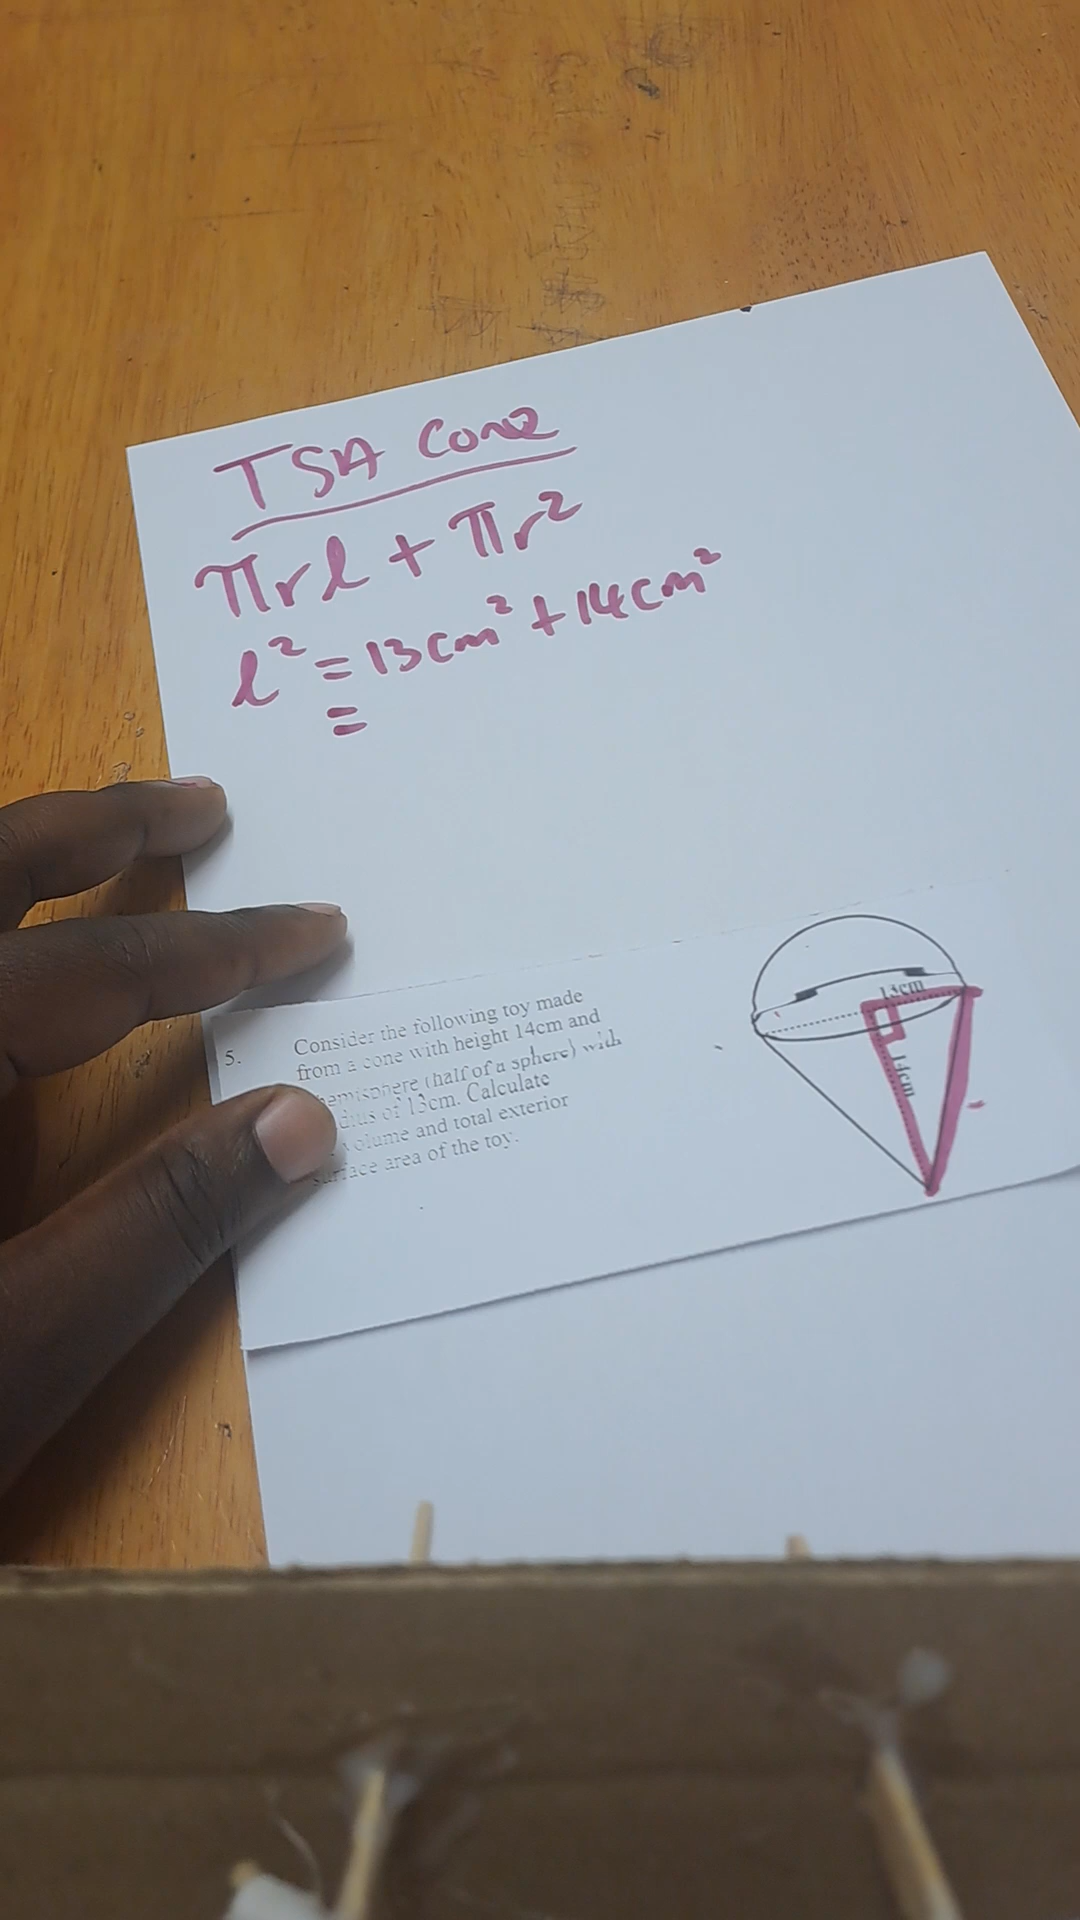 TSA Cone
πrl + πr²
l² = 13cm² + 14cm²
=
5. Consider the following toy made
from a cone with height 14cm and
hemisphere (half of a sphere) with
of 13cm. Calculate
volume and total exterior
surface area of the toy.
13cm
14cm